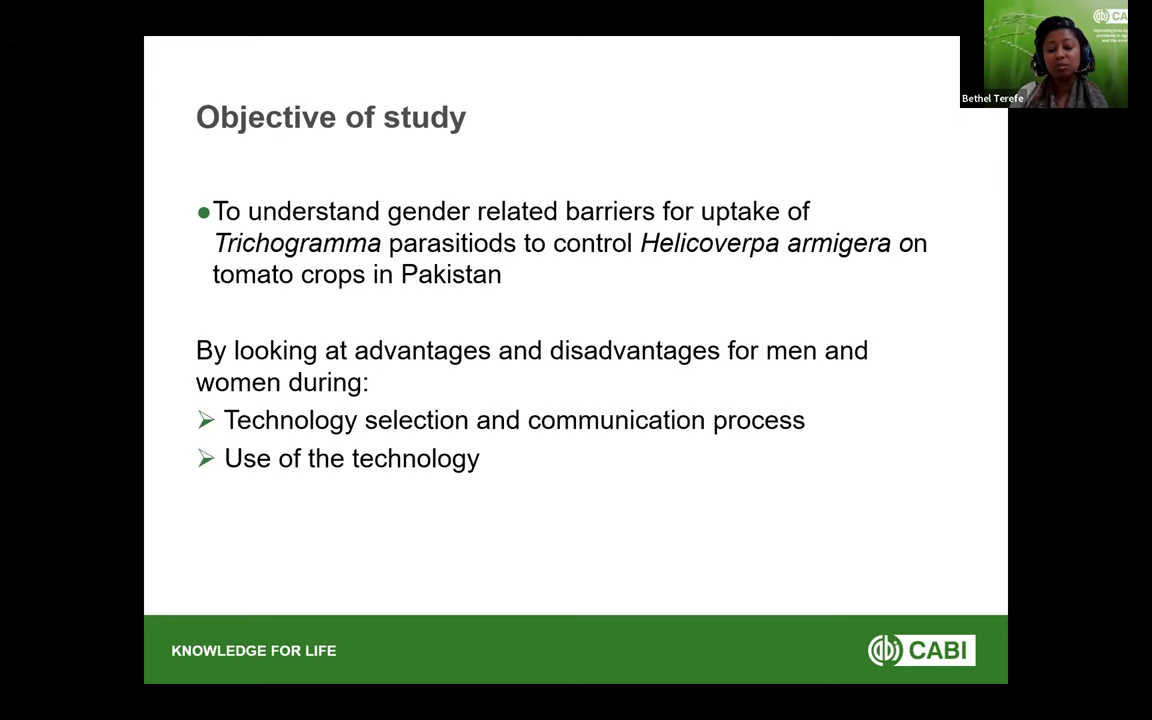 Objective of study
●To understand gender related barriers for uptake of
Trichogramma parasitiods to control Helicoverpa armigera on
tomato crops in Pakistan
By looking at advantages and disadvantages for men and
women during:
➢ Technology selection and communication process
➢ Use of the technology
KNOWLEDGE FOR LIFE
CABI
Bethel Terefe